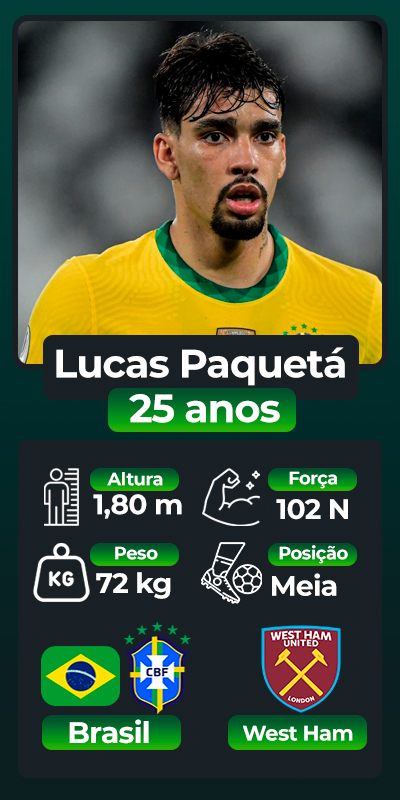 Lucas Paquetá
25 anos
Altura
1,80 m
Força
102 N
KG
Peso
72 kg
Posição
Meia
CBF
Brasil
WEST HAM
UNITED
LONDON
West Ham